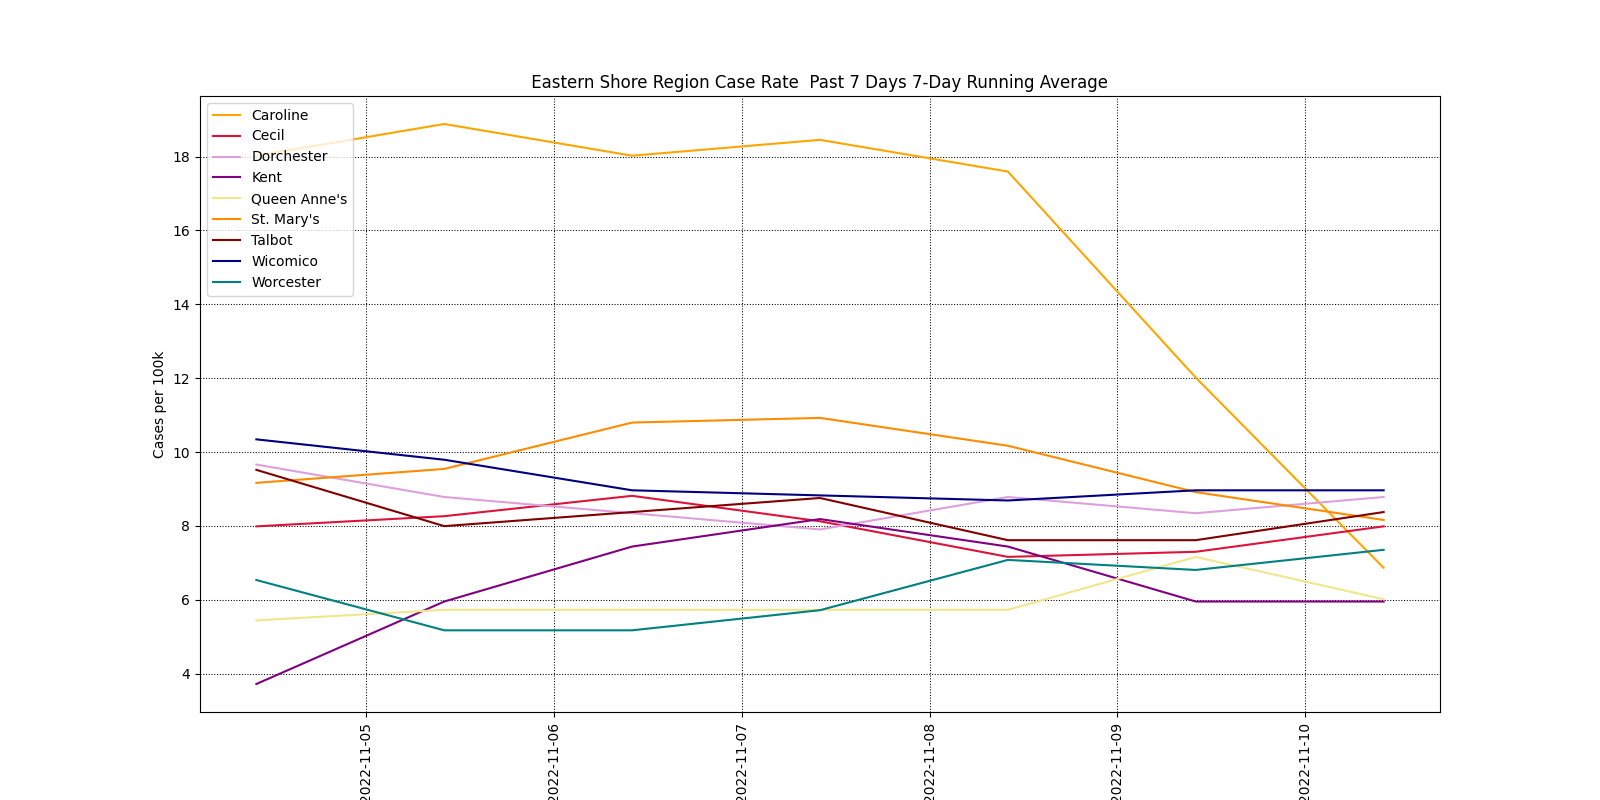 Eastern Shore Region Case Rate  Past 7 Days 7-Day Running Average
Caroline
Cecil
Dorchester
Kent
Queen Anne's
St. Mary's
Talbot
Wicomico
Worcester
Cases per 100k
18
16
14
12
10
8
6
4
2022-11-05
2022-11-06
2022-11-07
2022-11-08
2022-11-09
2022-11-10